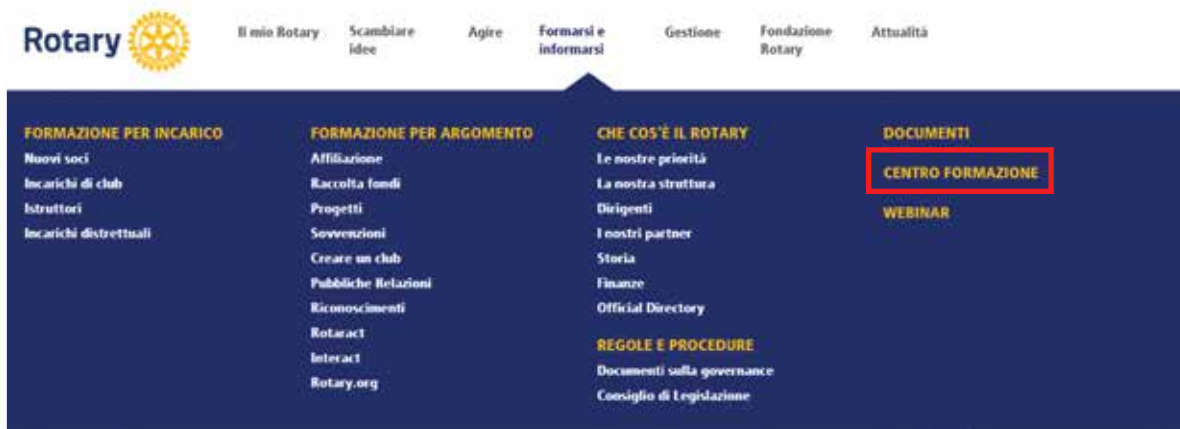 Rotary
Il mio Rotary
Scambiare
idee
Agire
Formarsi e
informarsi
Gestione
Fondazione
Rotary
Attualità
FORMAZIONE PER INCARICO
Nuovi soci
Incarichi di club
Istruttori
Incarichi distrettuali
FORMAZIONE PER ARGOMENTO
Affiliazione
Raccolta fondi
Progetti
Sovvenzioni
Creare un club
Pubbliche Relazioni
Riconoscimenti
Rotaract
Interact
Rotary.org
CHE COS'È IL ROTARY
Le nostre priorità
La nostra struttura
Dirigenti
I nostri partner
Storia
Finanze
Official Directory
REGOLE E PROCEDURE
Documenti sulla governance
Consiglio di Legislazione
DOCUMENTI
CENTRO FORMAZIONE
WEBINAR